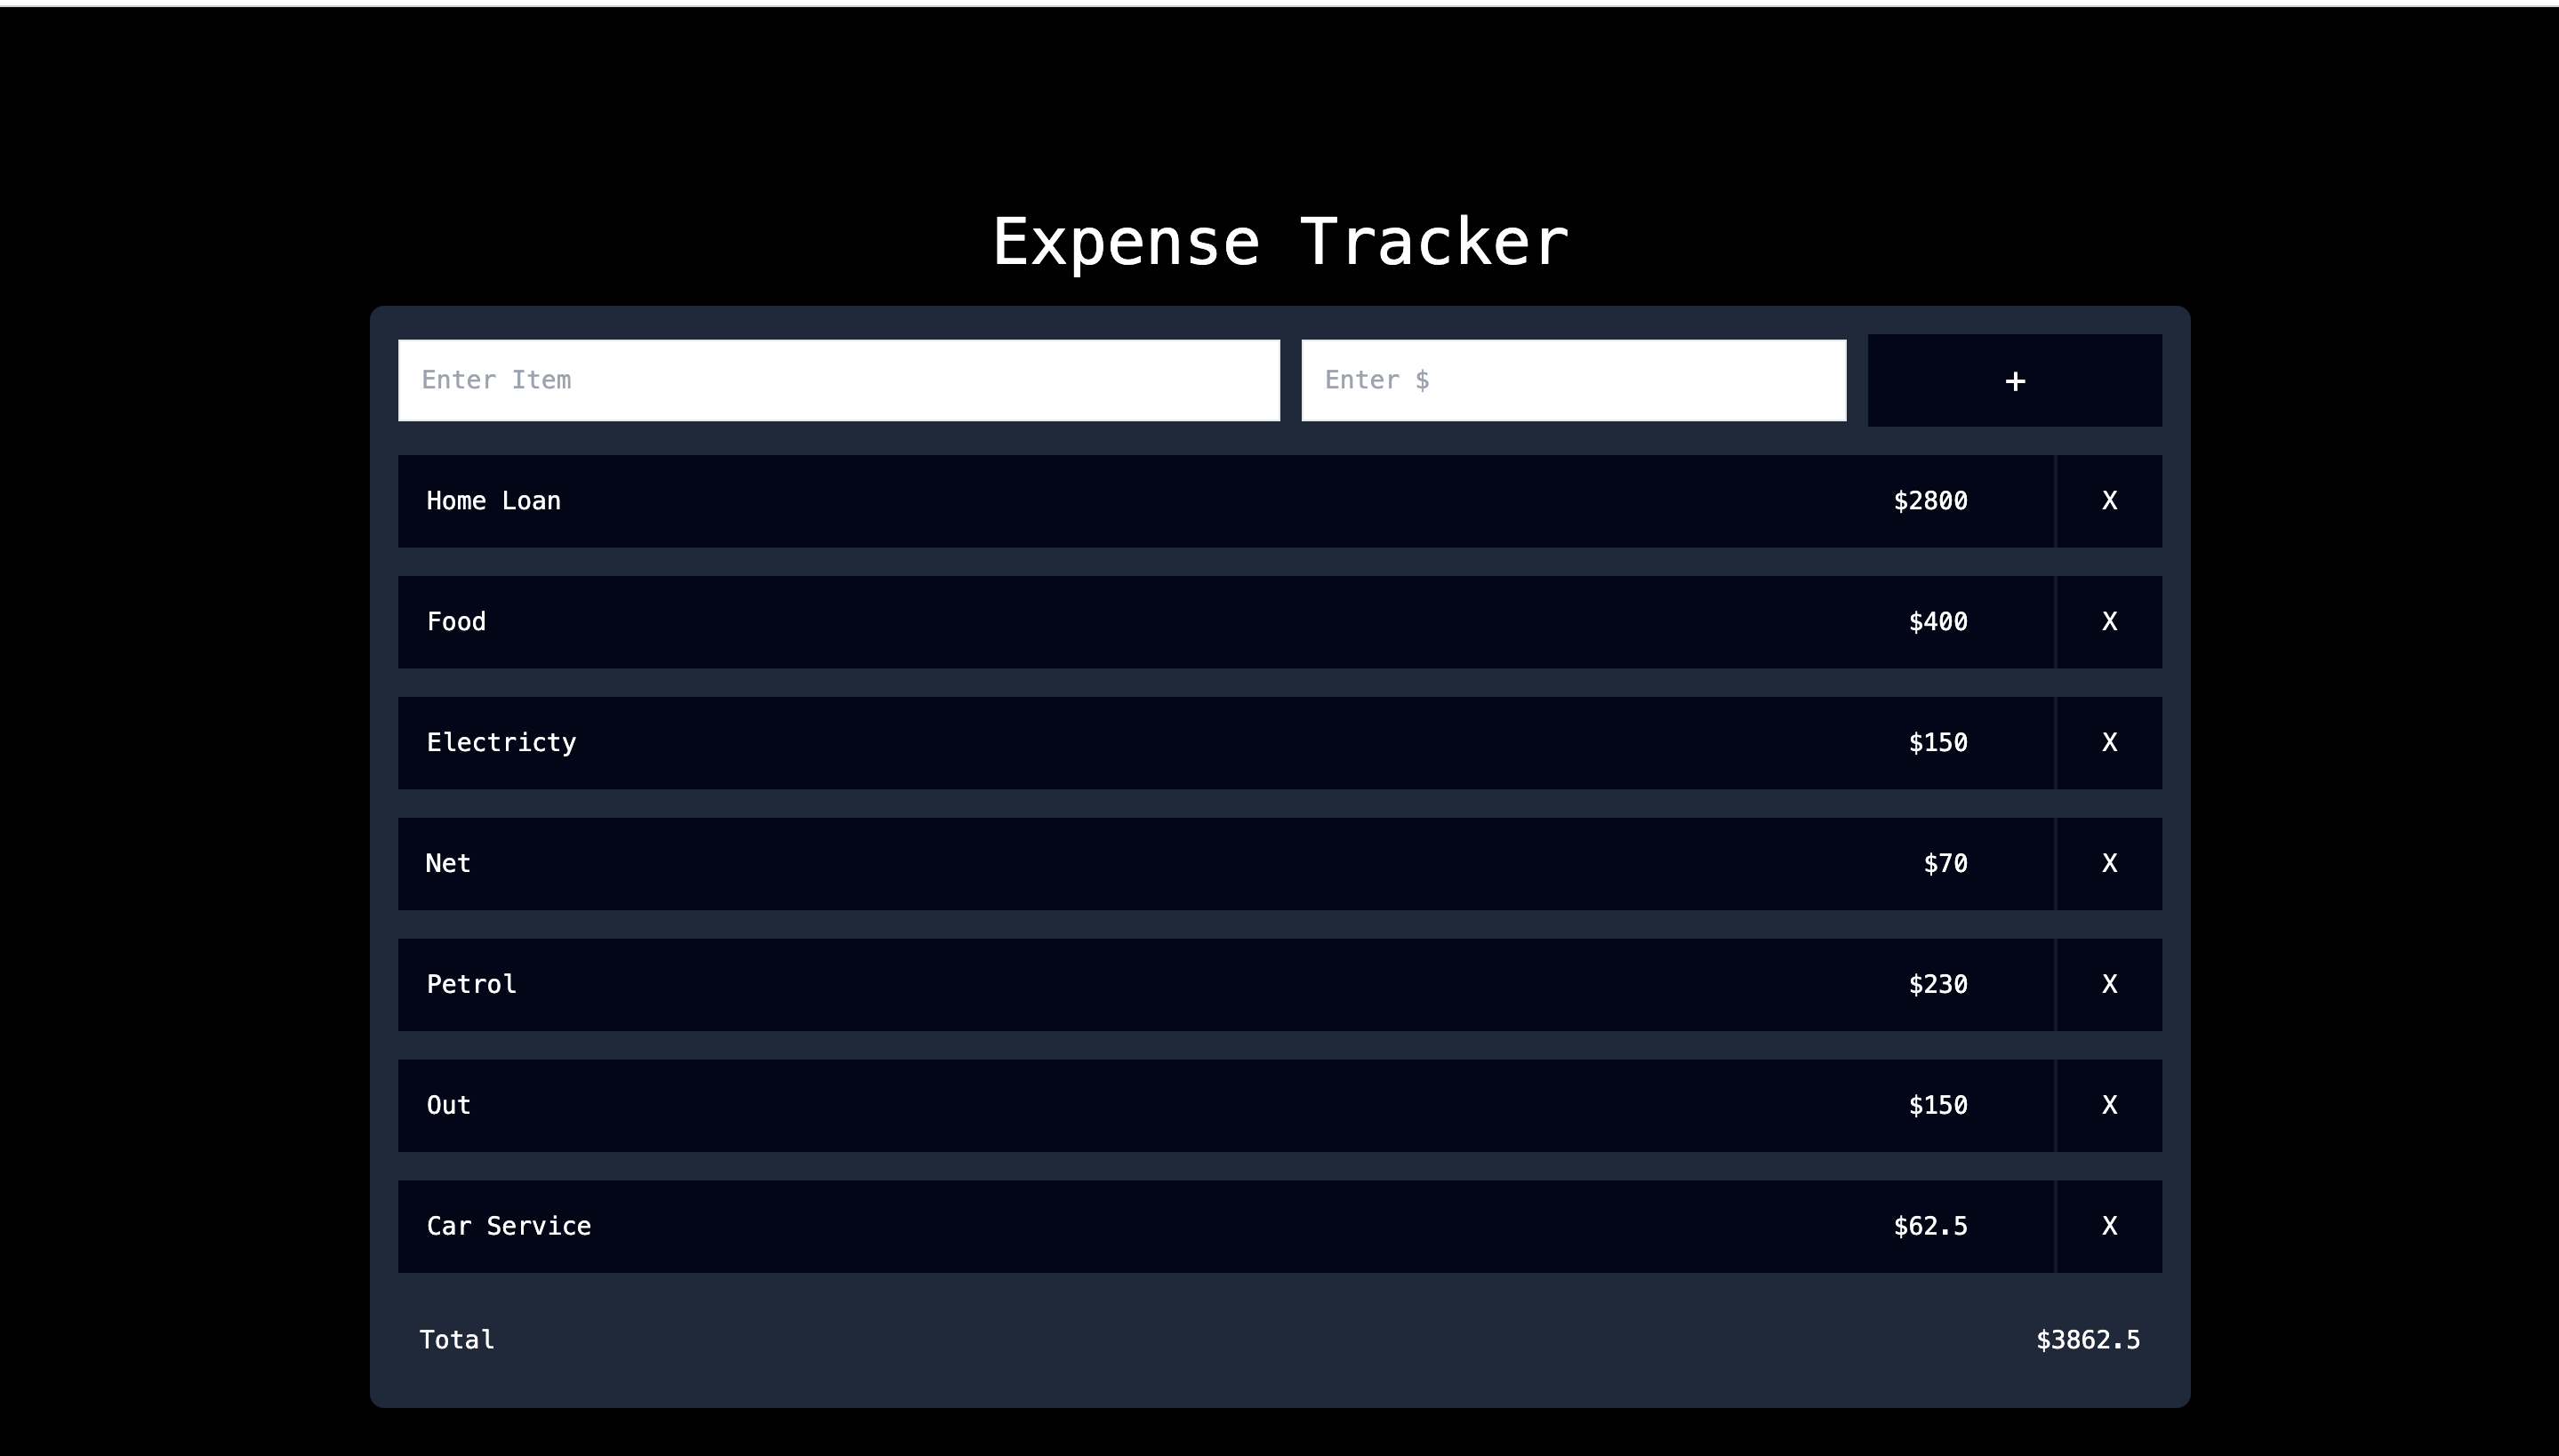 Expense Tracker
Enter Item Enter $ +
Home Loan $2800 X
Food $400 X
Electricty $150 X
Net $70 X
Petrol $230 X
Out $150 X
Car Service $62.5 X
Total $3862.5